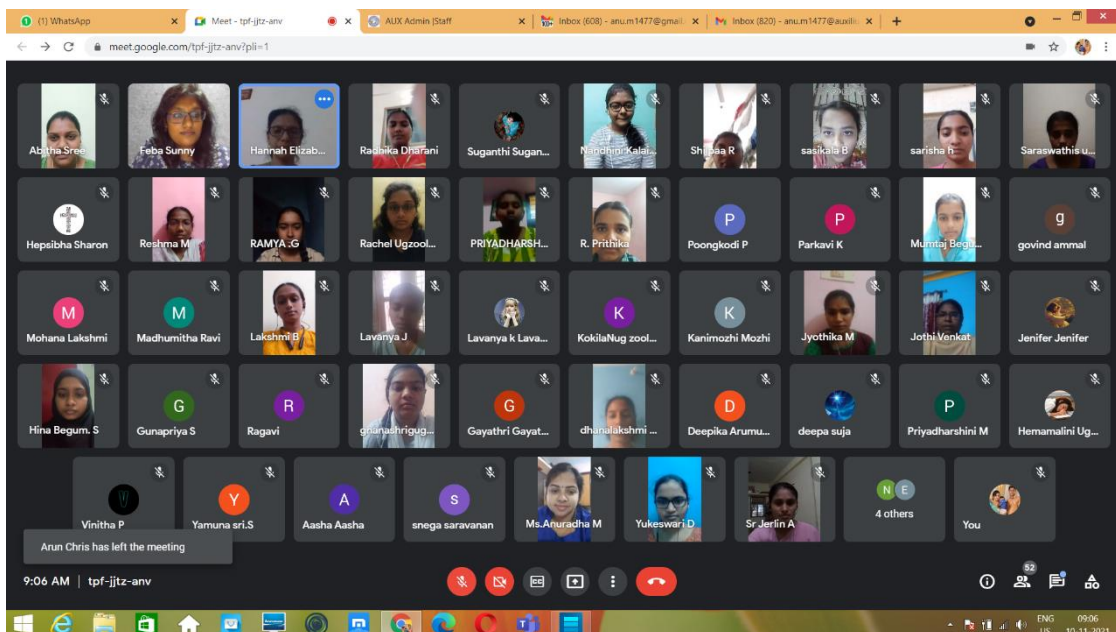 (1) WhatsApp
Meet - tpf-jjtz-anv
AUX Admin |Staff
Inbox (608) - anu.m1477@gmail.
Inbox (820) - anu.m1477@auxilic
meet.google.com/tpf-jjtz-anv?pli=1
Abitha Sree
Feba Sunny
Hannah Elizab...
Radhika Dharani
Suganthi Sugan...
Nandhini Kalai...
Shilpaa R
sasikala B
sarisha h
Saraswathis u...
Hepsibha Sharon
Reshma M
RAMYA .G
Rachel Ugzool...
PRIYADHARSH...
R. Prithika
P
Poongkodi P
P
Parkavi K
Mumtaj Begu...
g
govind ammal
M
Mohana Lakshmi
M
Madhumitha Ravi
Lakshmi B
Lavanya J
Lavanya k Lava...
K
KokilaNug zool...
K
Kanimozhi Mozhi
Jyothika M
Jothi Venkat
Jenifer Jenifer
Hina Begum. S
G
Gunapriya S
R
Ragavi
gnanashrigug...
G
Gayathri Gayat...
dhanalakshmi ...
D
Deepika Arumu...
deepa suja
P
Priyadharshini M
Hemamalini Ug...
Vinitha P
Y
Yamuna sri.S
A
Aasha Aasha
s
snega saravanan
Ms.Anuradha M
Yukeswari D
Sr Jerlin A
N E
4 others
You
Arun Chris has left the meeting
9:06 AM | tpf-jjtz-anv
52
ENG
US
09:06
10-11-2021